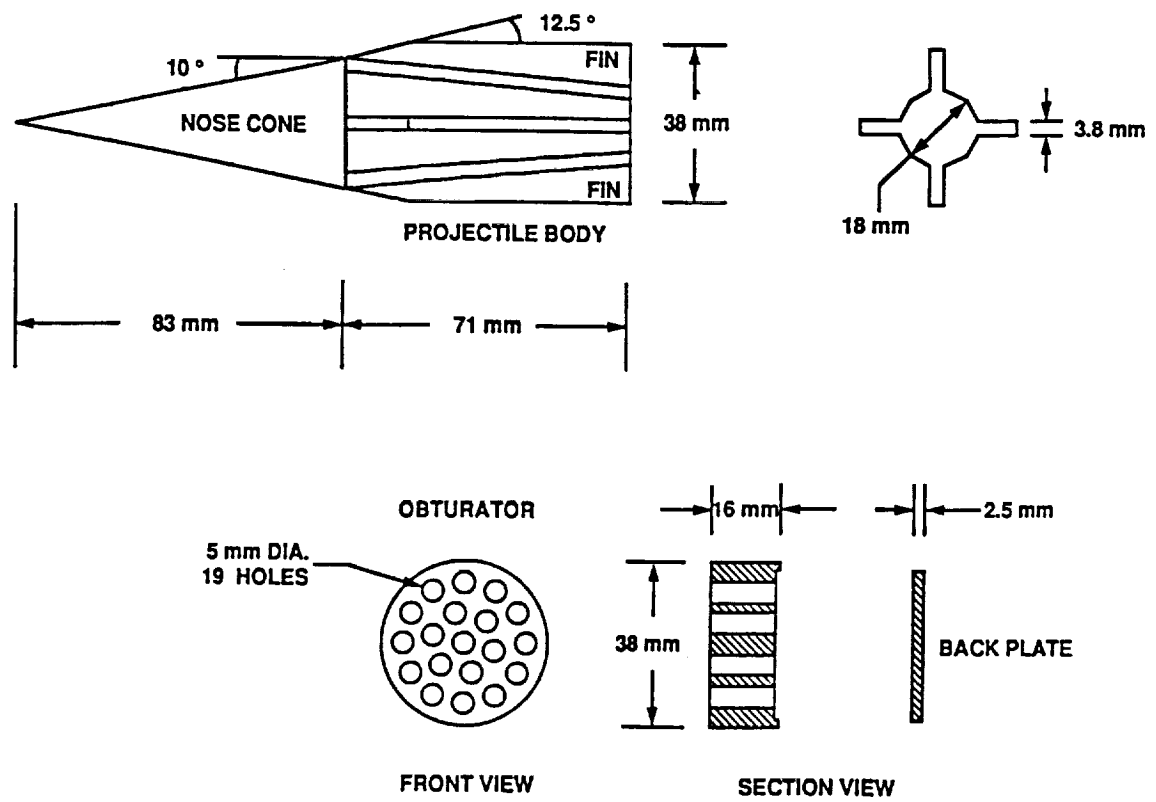 12.5 °
10 °
FIN
NOSE CONE
38 mm
3.8 mm
FIN
18 mm
PROJECTILE BODY
83 mm
71 mm
OBTURATOR
16 mm
2.5 mm
5 mm DIA.
19 HOLES
38 mm
BACK PLATE
FRONT VIEW
SECTION VIEW